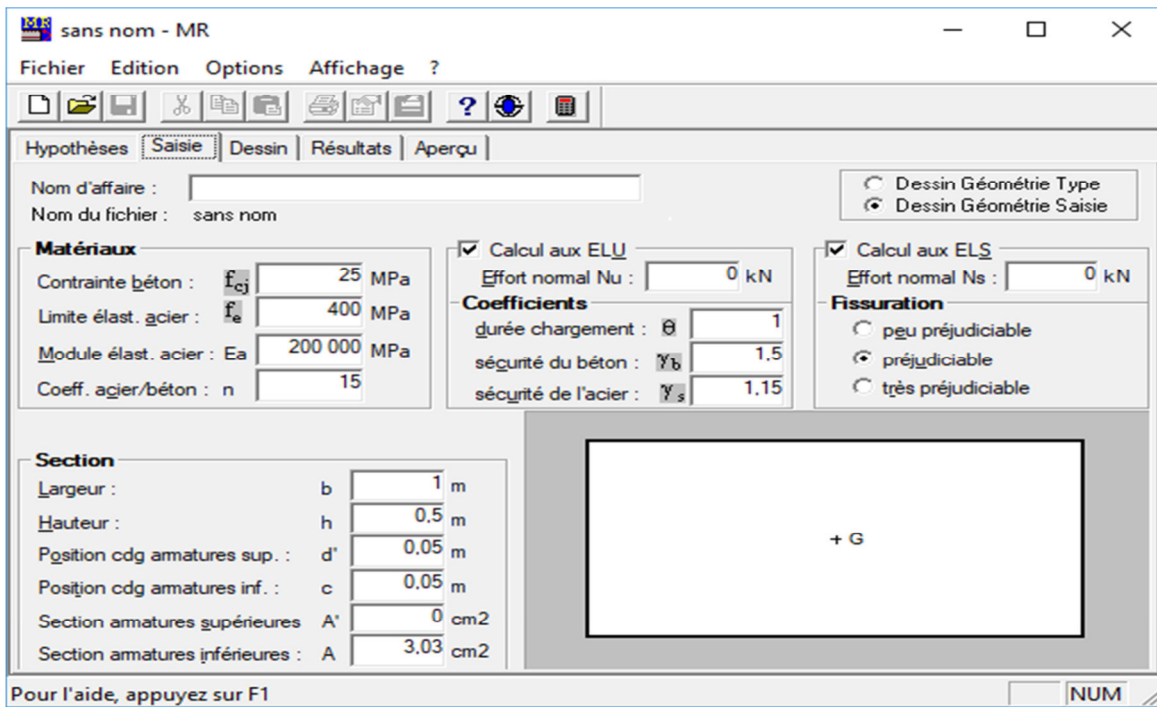 sans nom - MR
Fichier Edition Options Affichage ?
Hypothèses Saisie Dessin Résultats Aperçu
Nom d'affaire :
Nom du fichier : sans nom
Dessin Géométrie Type
Dessin Géométrie Saisie
Matériaux
Contrainte béton : fcj 25 MPa
Limite élast. acier : fe 400 MPa
Module élast. acier : Ea 200 000 MPa
Coeff. acier/béton : n 15
Calcul aux ELU
Effort normal Nu : 0 kN
Coefficients
durée chargement : θ 1
sécurité du béton : γb 1.5
sécurité de l'acier : γs 1.15
Calcul aux ELS
Effort normal Ns : 0 kN
Fissuration
peu préjudiciable
préjudiciable
très préjudiciable
Section
Largeur : b 1 m
Hauteur : h 0.5 m
Position cdg armatures sup. : d' 0.05 m
Position cdg armatures inf. : c 0.05 m
Section armatures supérieures A' 0 cm2
Section armatures inférieures : A 3.03 cm2
+ G
Pour l'aide, appuyez sur F1
NUM